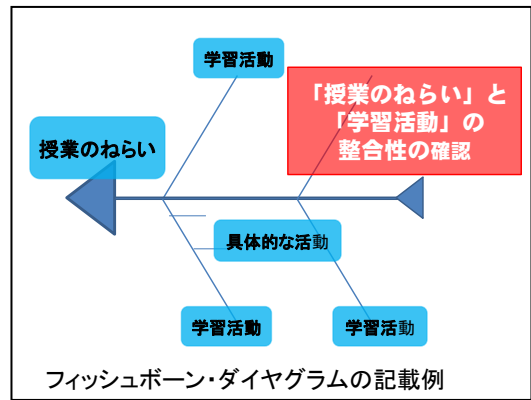 学習活動
「授業のねらい」と
「学習活動」の
整合性の確認
授業のねらい
具体的な活動
学習活動
学習活動
フィッシュボーン・ダイヤグラムの記載例